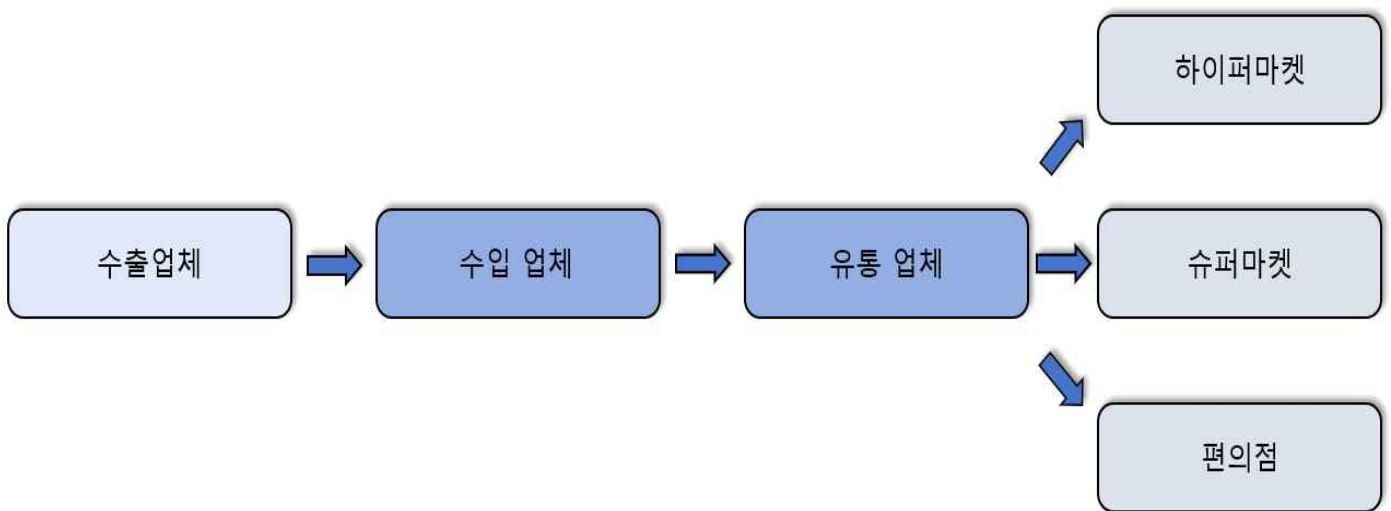 하이퍼마켓
수출업체
수입 업체
유통 업체
슈퍼마켓
편의점